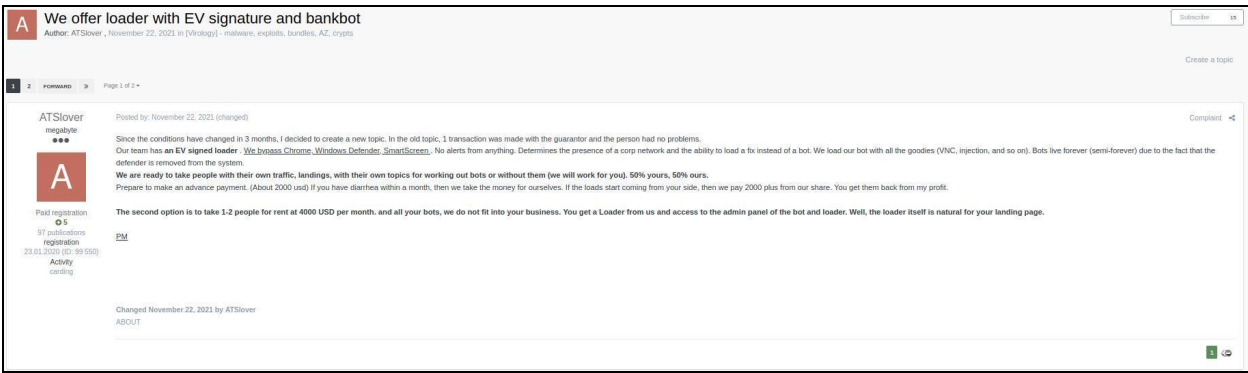 A
We offer loader with EV signature and bankbot
Author: ATSlover , November 22, 2021 in [Virology] - malware, exploits, bundles, AZ, crypts
Subscribe 15
Create a topic
1 2 FORWARD » Page 1 of 2
ATSlover
megabyte
A
Paid registration
5
97 publications
registration
23.01.2020 (ID: 99 550)
Activity
carding
Posted by: November 22, 2021 (changed)
Complaint
Since the conditions have changed in 3 months, I decided to create a new topic. In the old topic, 1 transaction was made with the guarantor and the person had no problems.
Our team has an EV signed loader . We bypass Chrome, Windows Defender, SmartScreen . No alerts from anything. Determines the presence of a corp network and the ability to load a fix instead of a bot. We load our bot with all the goodies (VNC, injection, and so on). Bots live forever (semi-forever) due to the fact that the
defender is removed from the system.
We are ready to take people with their own traffic, landings, with their own topics for working out bots or without them (we will work for you). 50% yours, 50% ours.
Prepare to make an advance payment. (About 2000 usd) If you have diarrhea within a month, then we take the money for ourselves. If the loads start coming from your side, then we pay 2000 plus from our share. You get them back from my profit.
The second option is to take 1-2 people for rent at 4000 USD per month. and all your bots, we do not fit into your business. You get a Loader from us and access to the admin panel of the bot and loader. Well, the loader itself is natural for your landing page.
PM
Changed November 22, 2021 by ATSlover
ABOUT
1